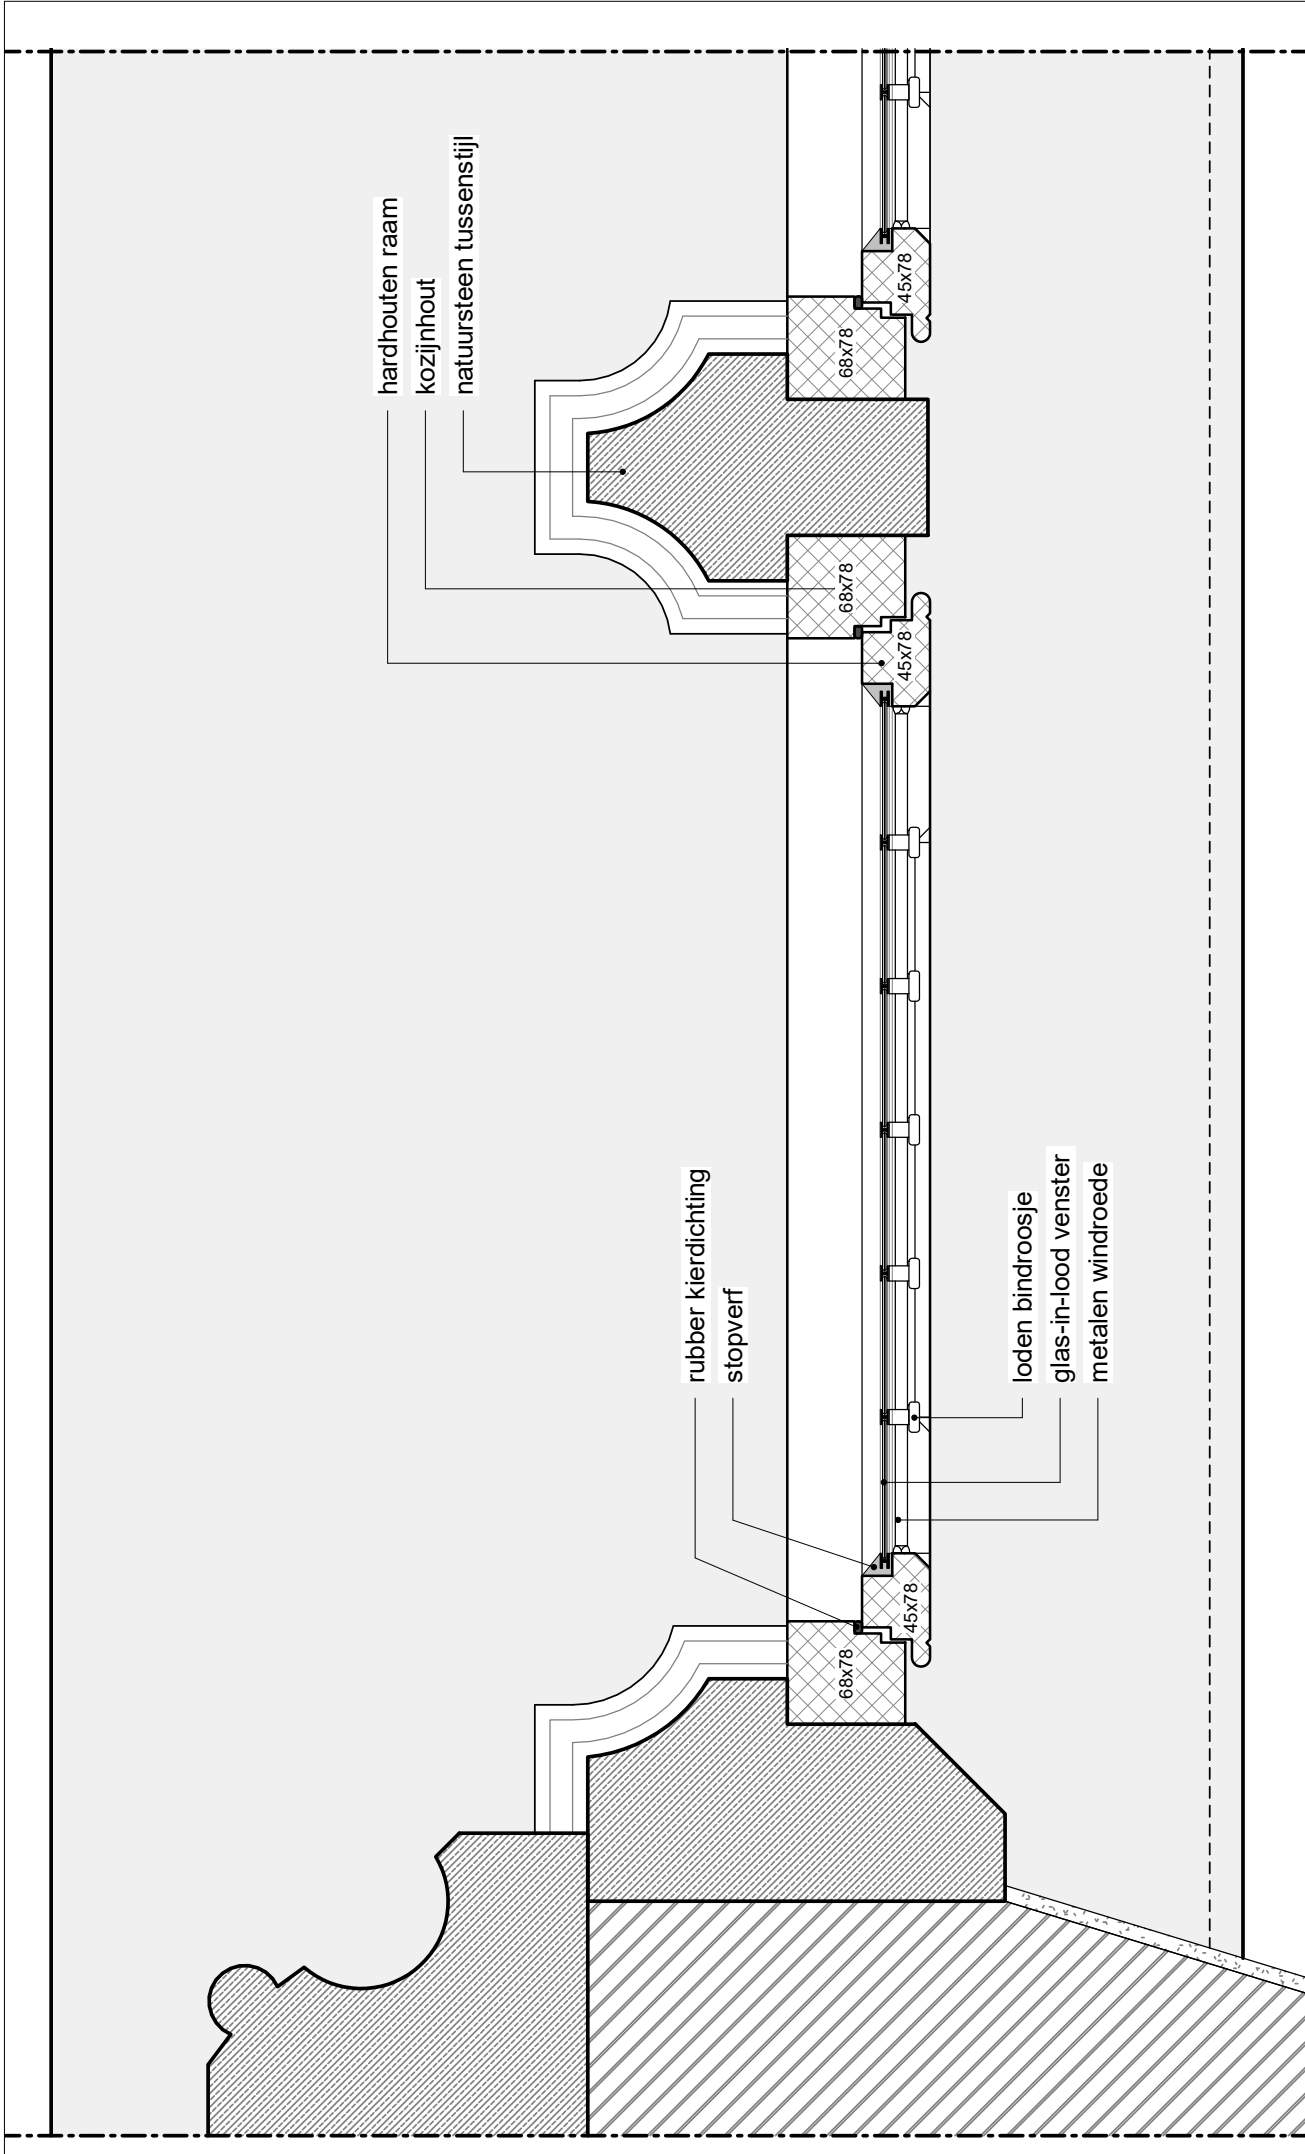 hardhouten raam
kozijnhout
natuursteen tussenstijl
45x78
68x78
68x78
45x78
rubber kierdichting
stopverf
loden bindroosje
glas-in-lood venster
metalen windroede
45x78
68x78